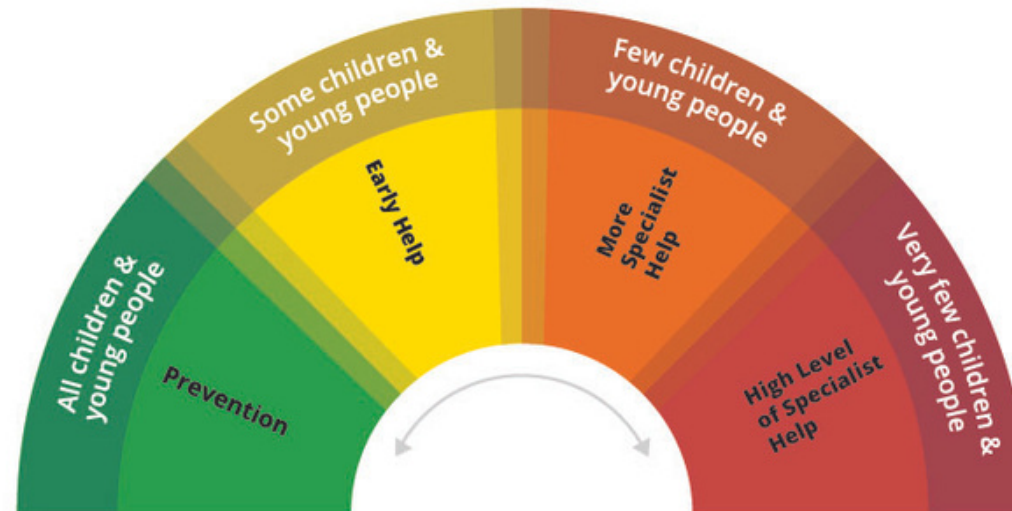 All children &
young people
Prevention
Some children &
young people
Early Help
Few children &
young people
More
Specialist
Help
Very few children &
young people
High Level
of Specialist
Help